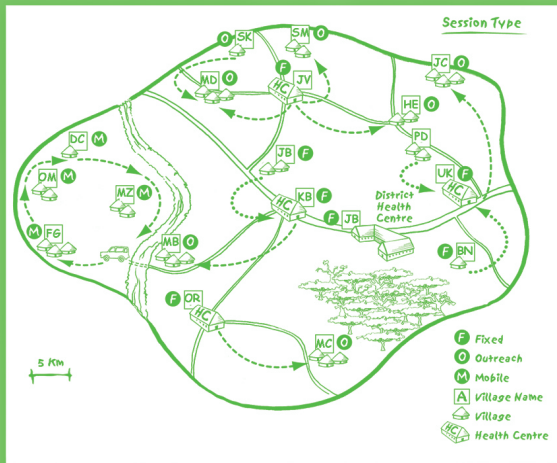 Session Type
SK O
SM O
F
MD O
HC JV
JC O
HE O
PD
DC M
JB F
UK F
HC
OM M
MZ M
KB F
HC
District
Health
Centre
F JB
M FG
MB O
F BN
F OR
HC
MC O
5 Km
F Fixed
O Outreach
M Mobile
A Village Name
Village
HC Health Centre